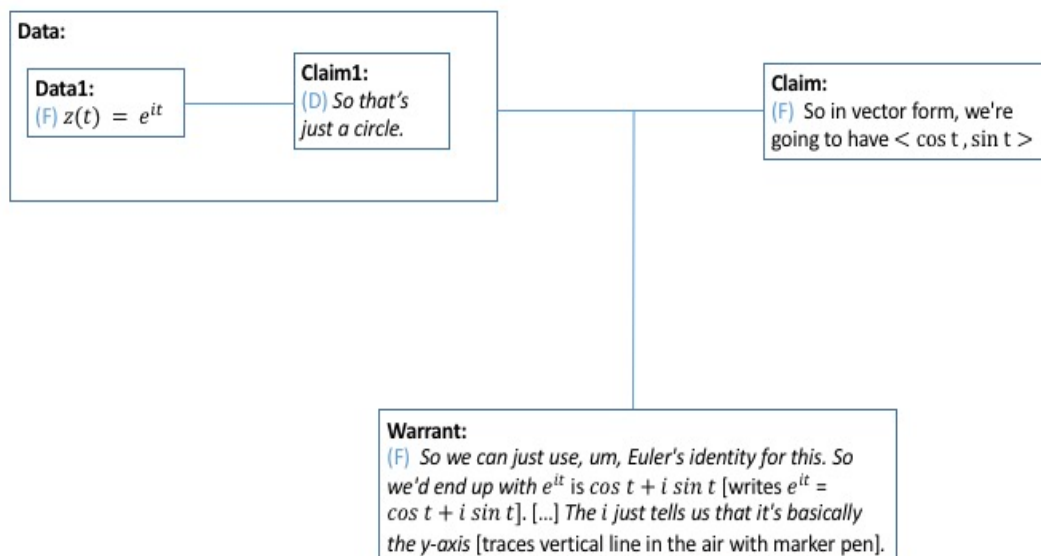 Data:
Data1:
(F) z(t) = e^{it}
Claim1:
(D) So that's
just a circle.
Claim:
(F) So in vector form, we're
going to have < cos t , sin t >
Warrant:
(F) So we can just use, um, Euler's identity for this. So
we'd end up with e^{it} is cos t + i sin t [writes e^{it} =
cos t + i sin t]. [...] The i just tells us that it's basically
the y-axis [traces vertical line in the air with marker pen].